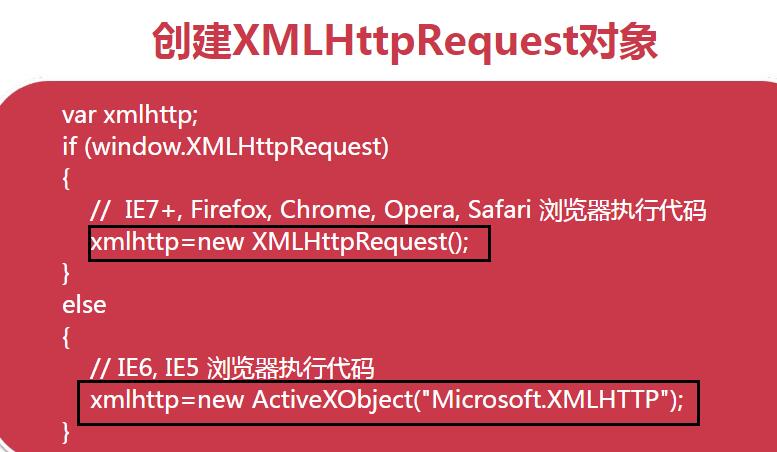 创建XMLHttpRequest对象
var xmlhttp;
if (window.XMLHttpRequest)
{
//  IE7+, Firefox, Chrome, Opera, Safari 浏览器执行代码
xmlhttp=new XMLHttpRequest();
}
else
{
// IE6, IE5 浏览器执行代码
xmlhttp=new ActiveXObject("Microsoft.XMLHTTP");
}